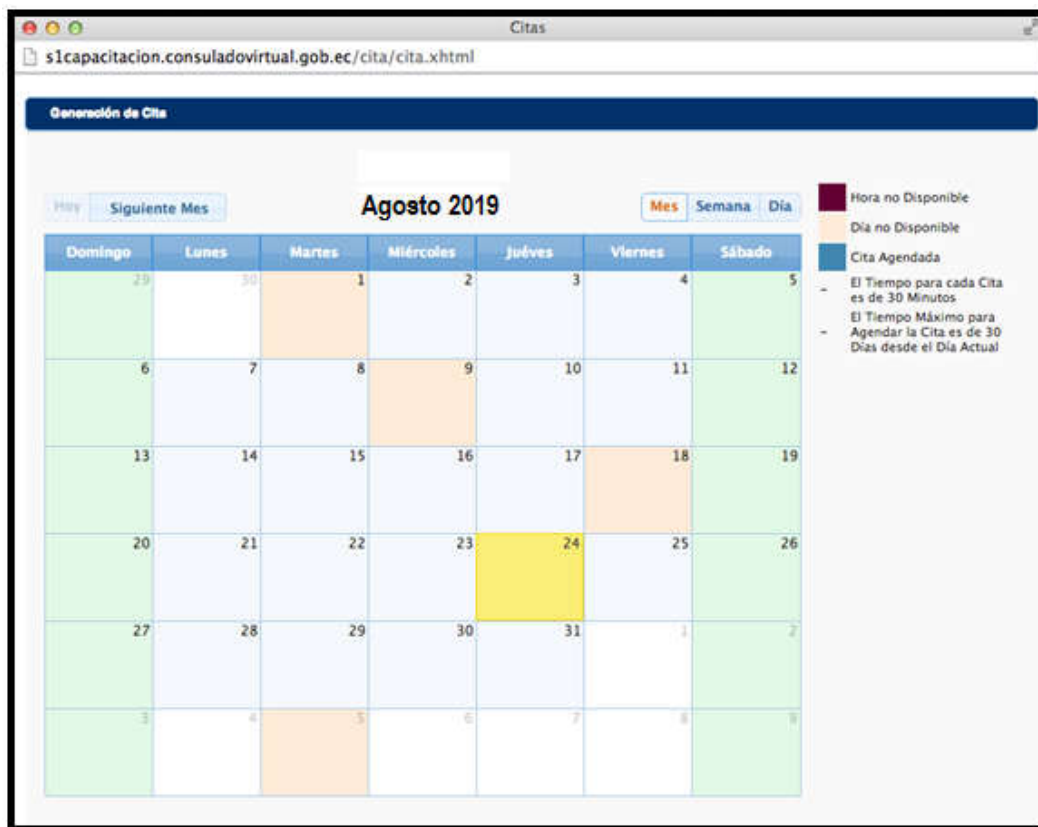 Citas
s1capacitacion.consuladovirtual.gob.ec/cita/cita.xhtml
Generación de Cita
Hoy Siguiente Mes Agosto 2019 Mes Semana Día
Domingo Lunes Martes Miércoles Juéves Viernes Sábado
29 30 1 2 3 4 5
6 7 8 9 10 11 12
13 14 15 16 17 18 19
20 21 22 23 24 25 26
27 28 29 30 31 1 2
3 4 5 6 7 8 9
Hora no Disponible
Día no Disponible
Cita Agendada
- El Tiempo para cada Cita
es de 30 Minutos
- El Tiempo Máximo para
Agendar la Cita es de 30
Días desde el Día Actual